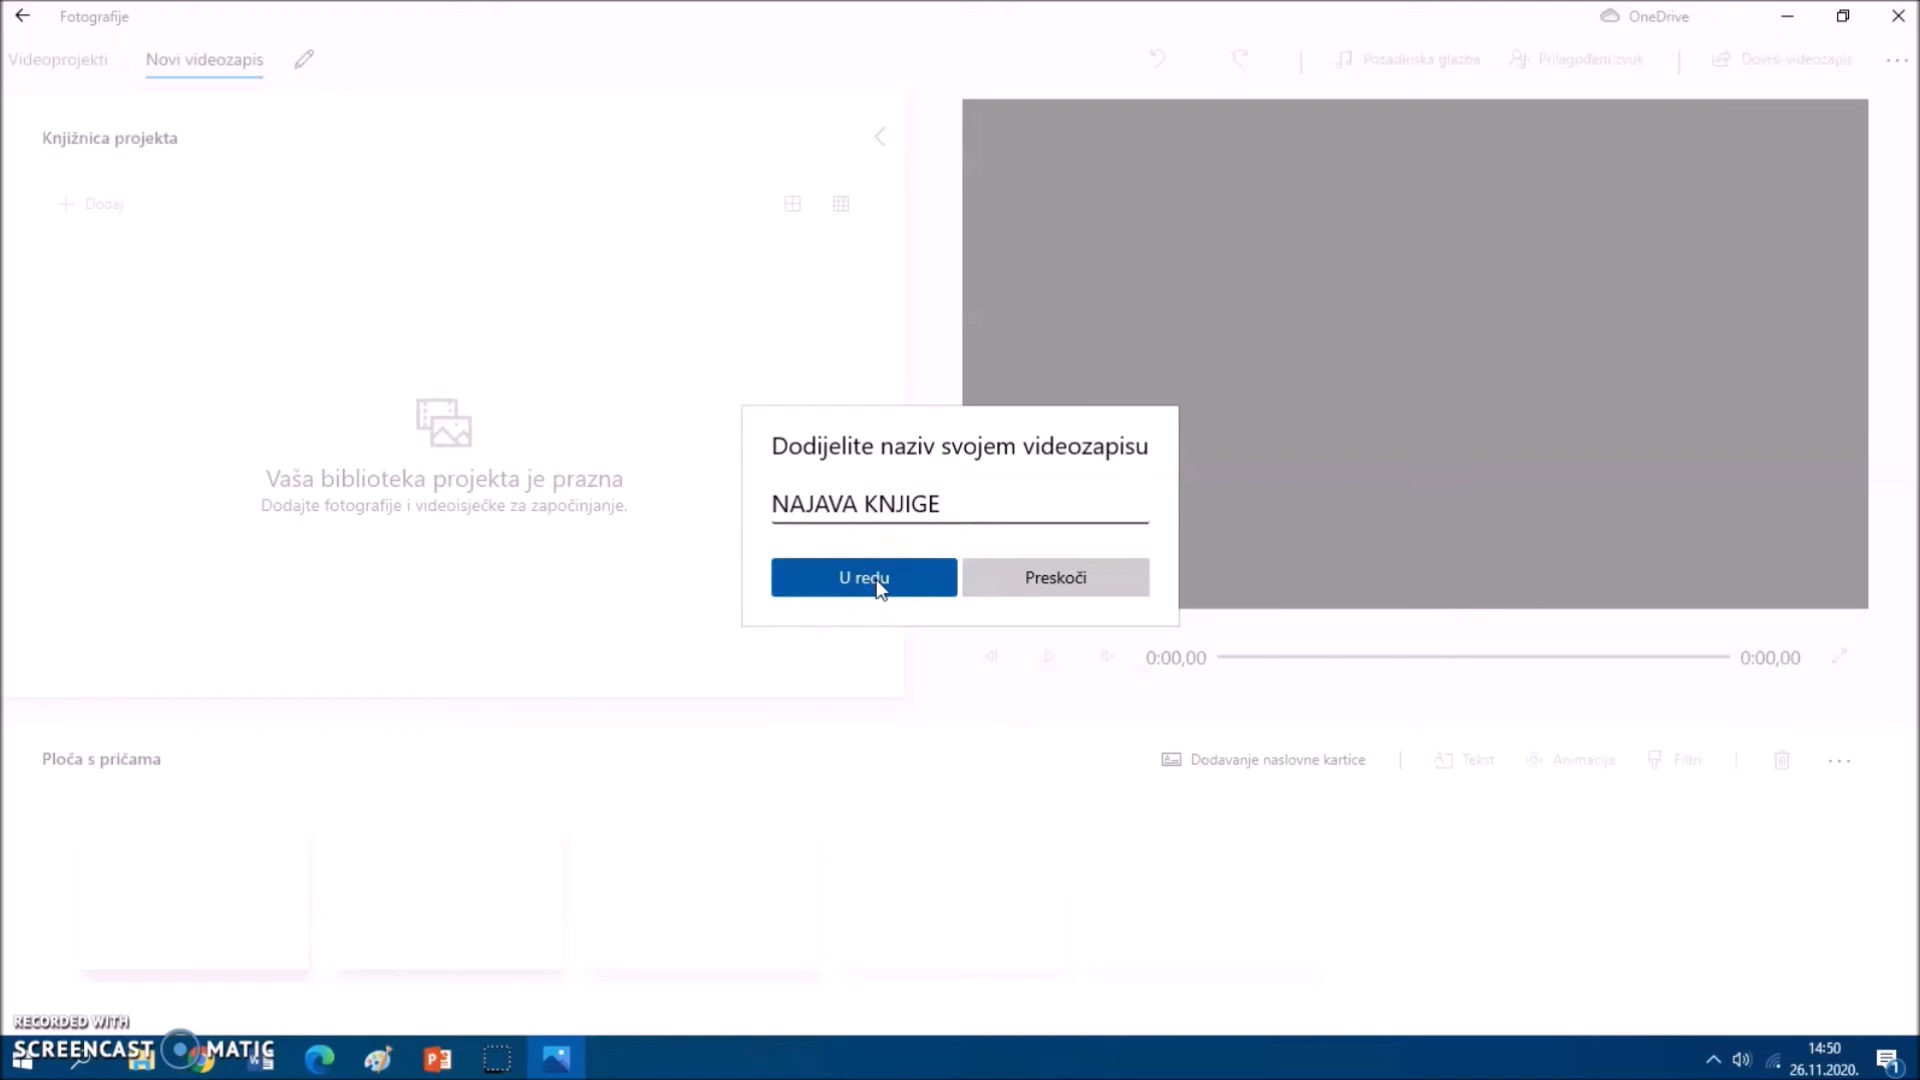 Fotografije
OneDrive
Videoprojekti
Novi videozapis
Pozadinska glazba
Prilagođeni zvuk
Dovrši videozapis
Knjižnica projekta
Dodaj
Vaša biblioteka projekta je prazna
Dodajte fotografije i videoisječke za započinjanje.
Dodijelite naziv svojem videozapisu
NAJAVA KNJIGE
U redu
Preskoči
0:00,00
0:00,00
Ploča s pričama
Dodavanje naslovne kartice
Tekst
Animacija
Filtri
RECORDED WITH
SCREENCAST MATIC
14:50
26.11.2020.
1